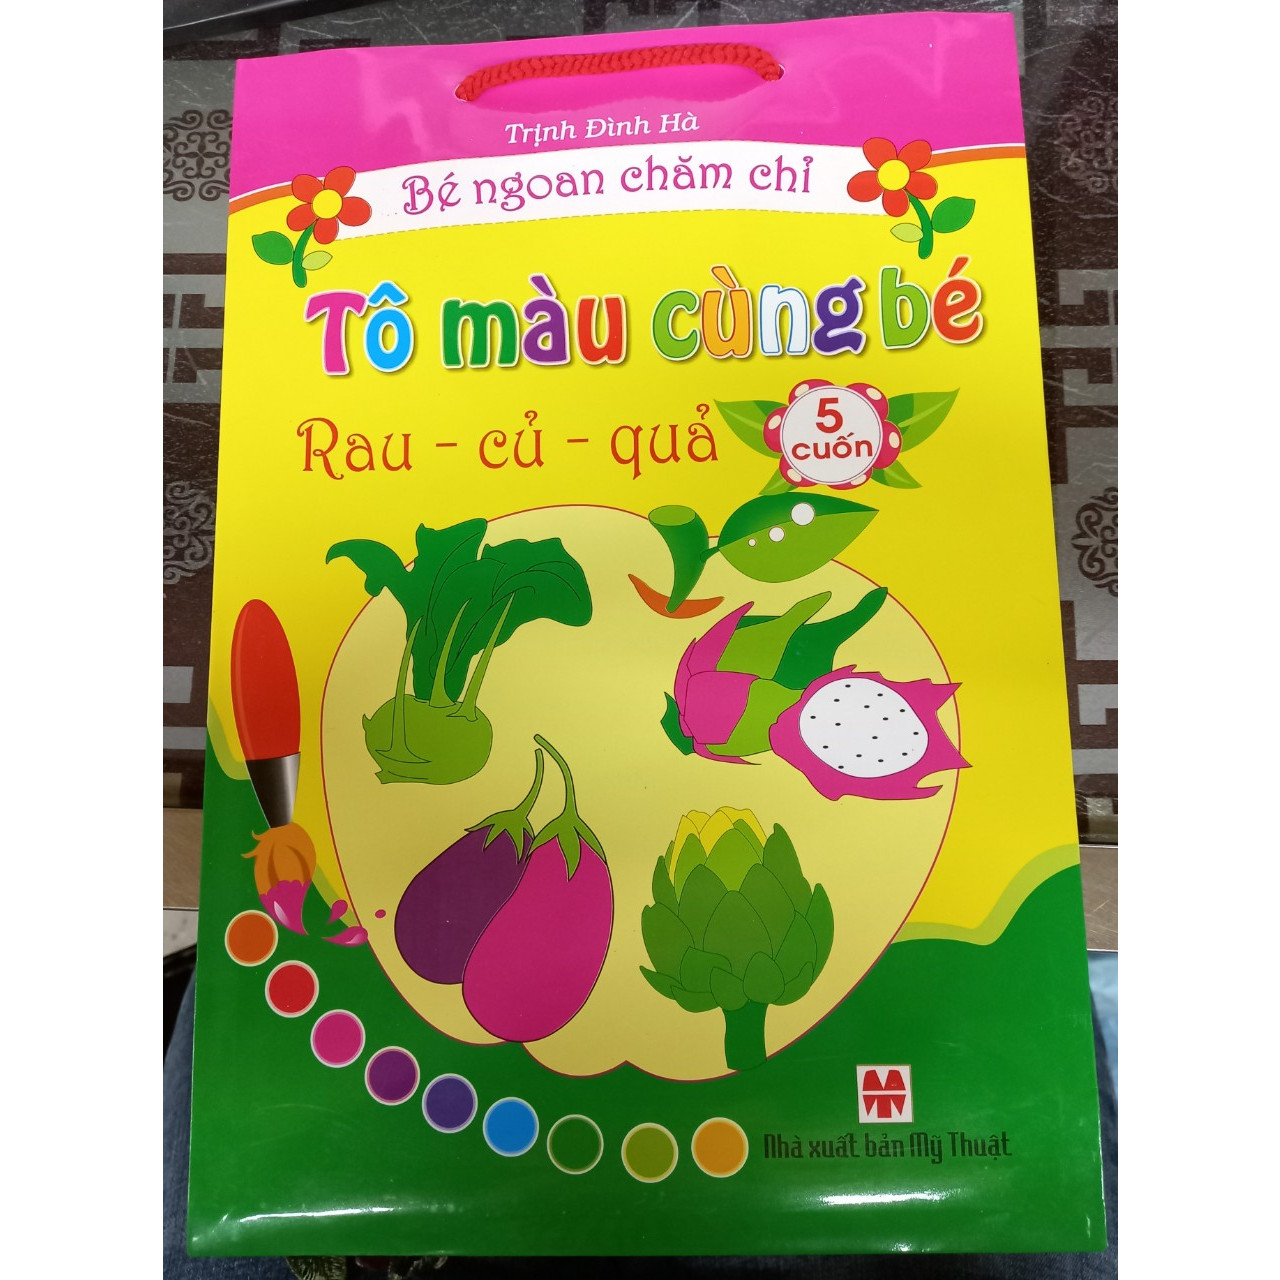 Trịnh Đình Hà
Bé ngoan chăm chỉ
Tô màu cùng bé
Rau - củ - quả
5
cuốn
Nhà xuất bản Mỹ Thuật